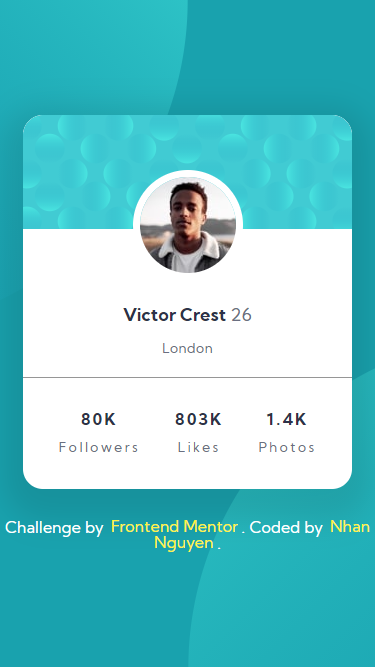 Victor Crest 26
London
80K 803K 1.4K
Followers Likes Photos
Challenge by Frontend Mentor . Coded by Nhan
Nguyen .